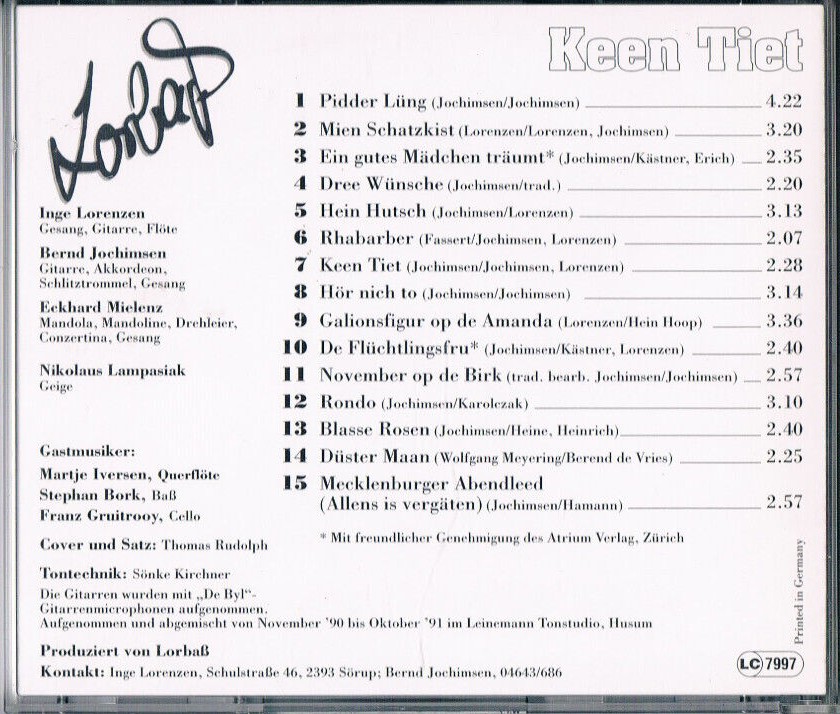 Lorbaß
Keen Tiet
1 Pidder Lüng (Jochimsen/Jochimsen) 4.22
2 Mien Schatzkist (Lorenzen/Lorenzen, Jochimsen) 3.20
3 Ein gutes Mädchen träumt* (Jochimsen/Kästner, Erich) 2.35
4 Dree Wünsche (Jochimsen/trad.) 2.20
5 Hein Hutsch (Jochimsen/Lorenzen) 3.13
6 Rhabarber (Fassert/Jochimsen, Lorenzen) 2.07
7 Keen Tiet (Jochimsen/Jochimsen, Lorenzen) 2.28
8 Hör nich to (Jochimsen/Jochimsen) 3.14
9 Galionsfigur op de Amanda (Lorenzen/Hein Hoop) 3.36
10 De Flüchtlingsfru* (Jochimsen/Kästner, Lorenzen) 2.40
11 November op de Birk (trad. bearb. Jochimsen/Jochimsen) 2.57
12 Rondo (Jochimsen/Karolczak) 3.10
13 Blasse Rosen (Jochimsen/Heine, Heinrich) 2.40
14 Düster Maan (Wolfgang Meyering/Berend de Vries) 2.25
15 Mecklenburger Abendleed
(Allens is vergäten) (Jochimsen/Hamann) 2.57
* Mit freundlicher Genehmigung des Atrium Verlag, Zürich
Inge Lorenzen
Gesang, Gitarre, Flöte
Bernd Jochimsen
Gitarre, Akkordeon,
Schlitztrommel, Gesang
Eckhard Mielenz
Mandola, Mandoline, Drehleier,
Conzertina, Gesang
Nikolaus Lampasiak
Geige
Gastmusiker:
Martje Iversen, Querflöte
Stephan Bork, Baß
Franz Gruitrooy, Cello
Cover und Satz: Thomas Rudolph
Tontechnik: Sönke Kirchner
Die Gitarren wurden mit „De Byl“-
Gitarrenmicrophonen aufgenommen.
Aufgenommen und abgemischt von November '90 bis Oktober '91 im Leinemann Tonstudio, Husum
Produziert von Lorbaß
Kontakt: Inge Lorenzen, Schulstraße 46, 2393 Sörup; Bernd Jochimsen, 04643/686
Printed in Germany
LC 7997